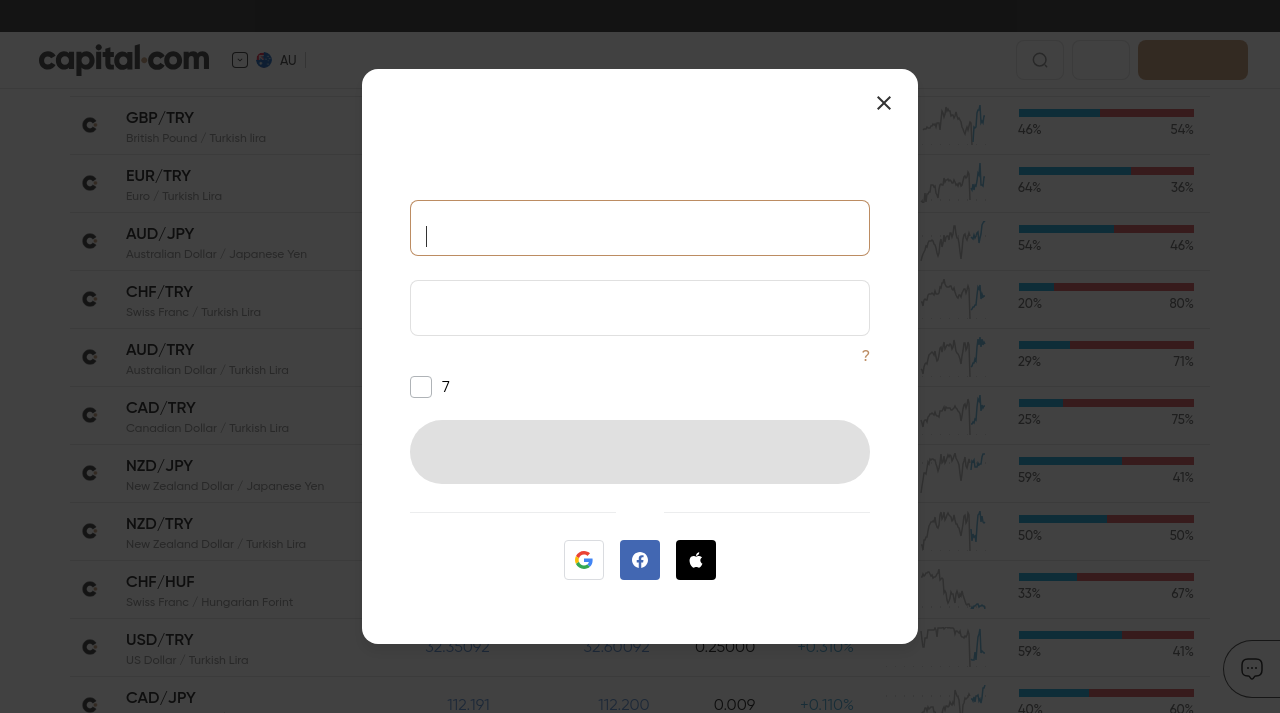 capital.com
AU
GBP/TRY
British Pound / Turkish lira
46% 54%
EUR/TRY
Euro / Turkish Lira
64% 36%
AUD/JPY
Australian Dollar / Japanese Yen
54% 46%
CHF/TRY
Swiss Franc / Turkish Lira
20% 80%
AUD/TRY
Australian Dollar / Turkish Lira
29% 71%
CAD/TRY
Canadian Dollar / Turkish Lira
25% 75%
NZD/JPY
New Zealand Dollar / Japanese Yen
59% 41%
NZD/TRY
New Zealand Dollar / Turkish Lira
50% 50%
CHF/HUF
Swiss Franc / Hungarian Forint
33% 67%
USD/TRY
US Dollar / Turkish Lira
32.35092 32.60092 0.25000 +0.310%
59% 41%
CAD/JPY
112.191 112.200 0.009 +0.110%
40% 60%
?
7